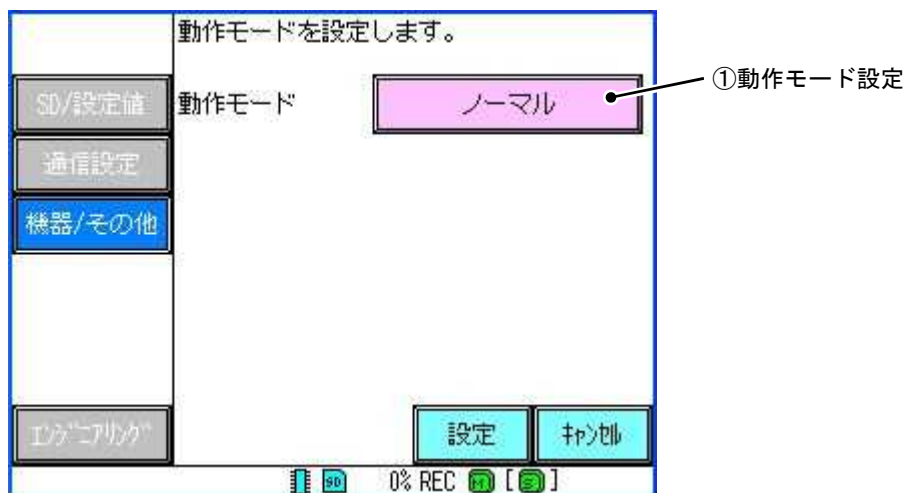 動作モードを設定します。
①動作モード設定
SD/設定値
動作モード
ノーマル
通信設定
機器/その他
ｴﾝｼﾞﾆｱﾘﾝｸﾞ
設定
ｷｬﾝｾﾙ
SD
0% REC
M
[S]